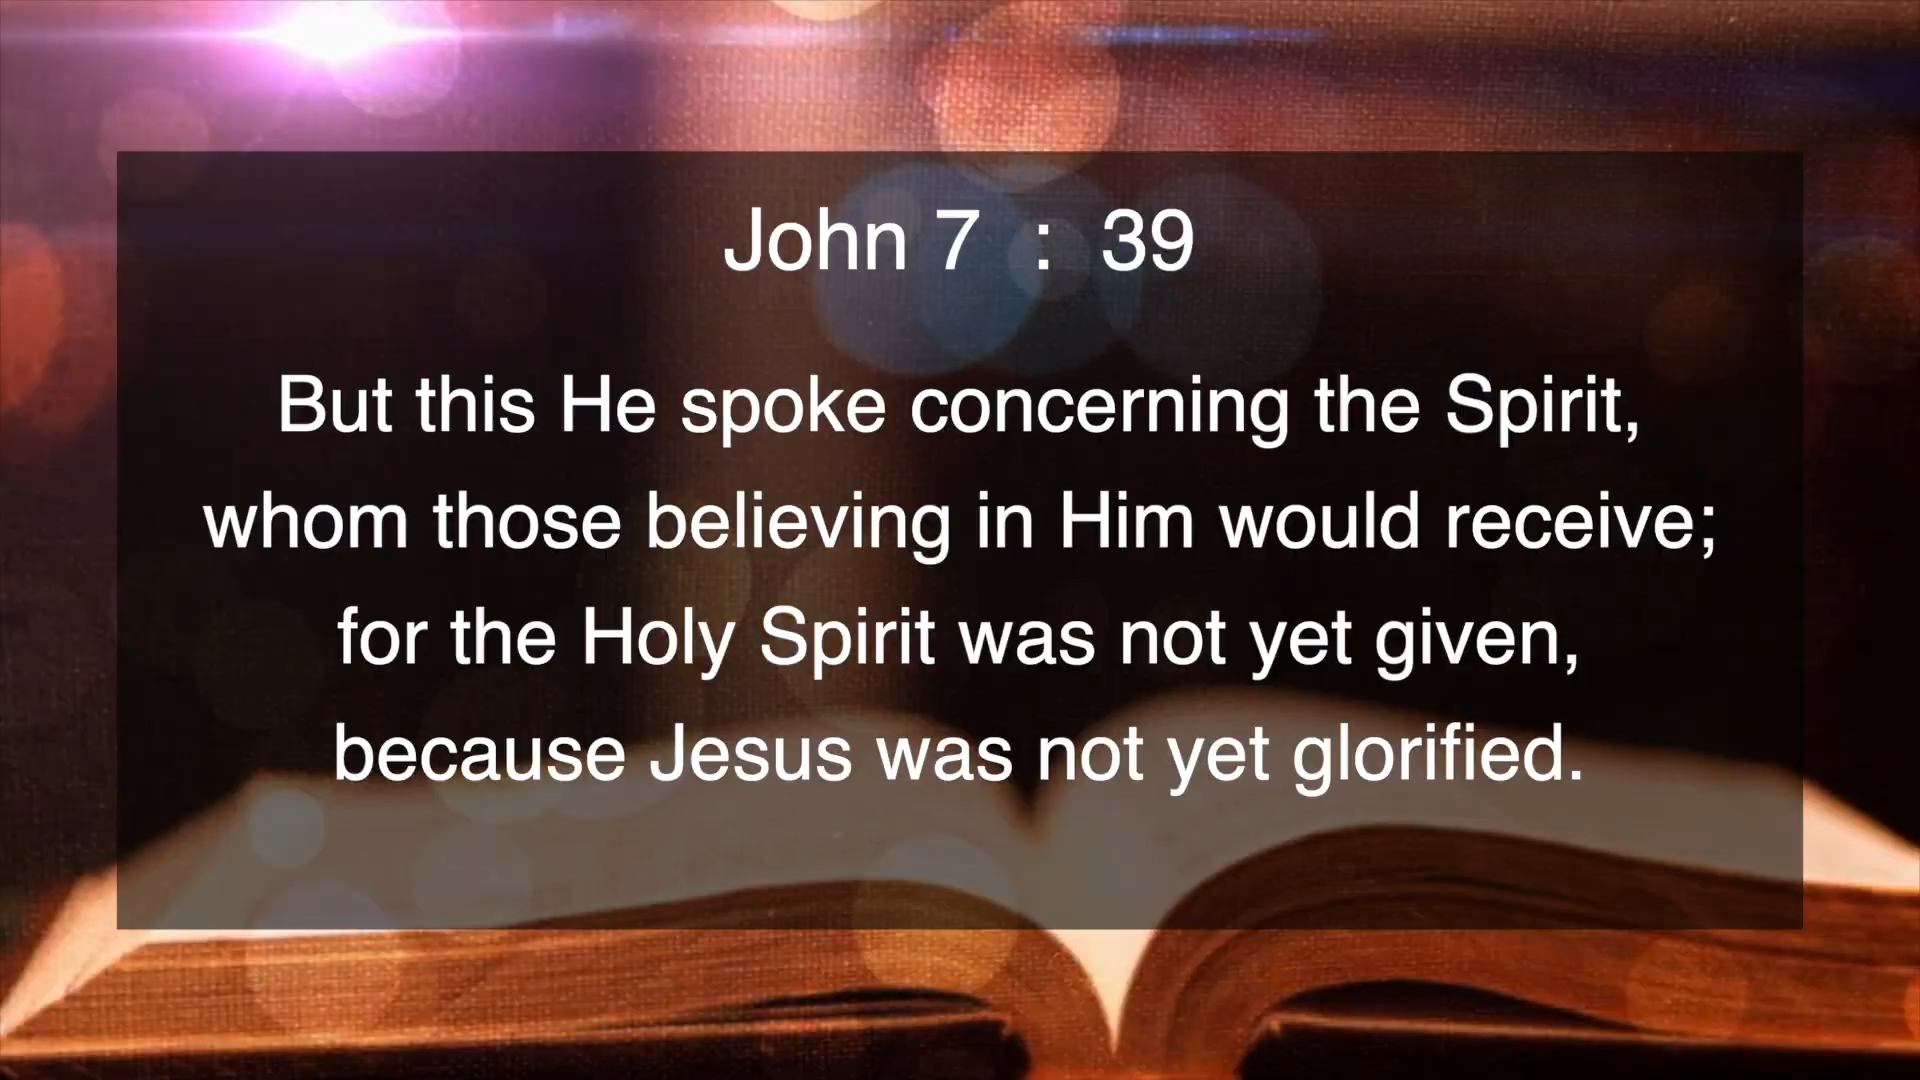 John 7 : 39
But this He spoke concerning the Spirit,
whom those believing in Him would receive;
for the Holy Spirit was not yet given,
because Jesus was not yet glorified.